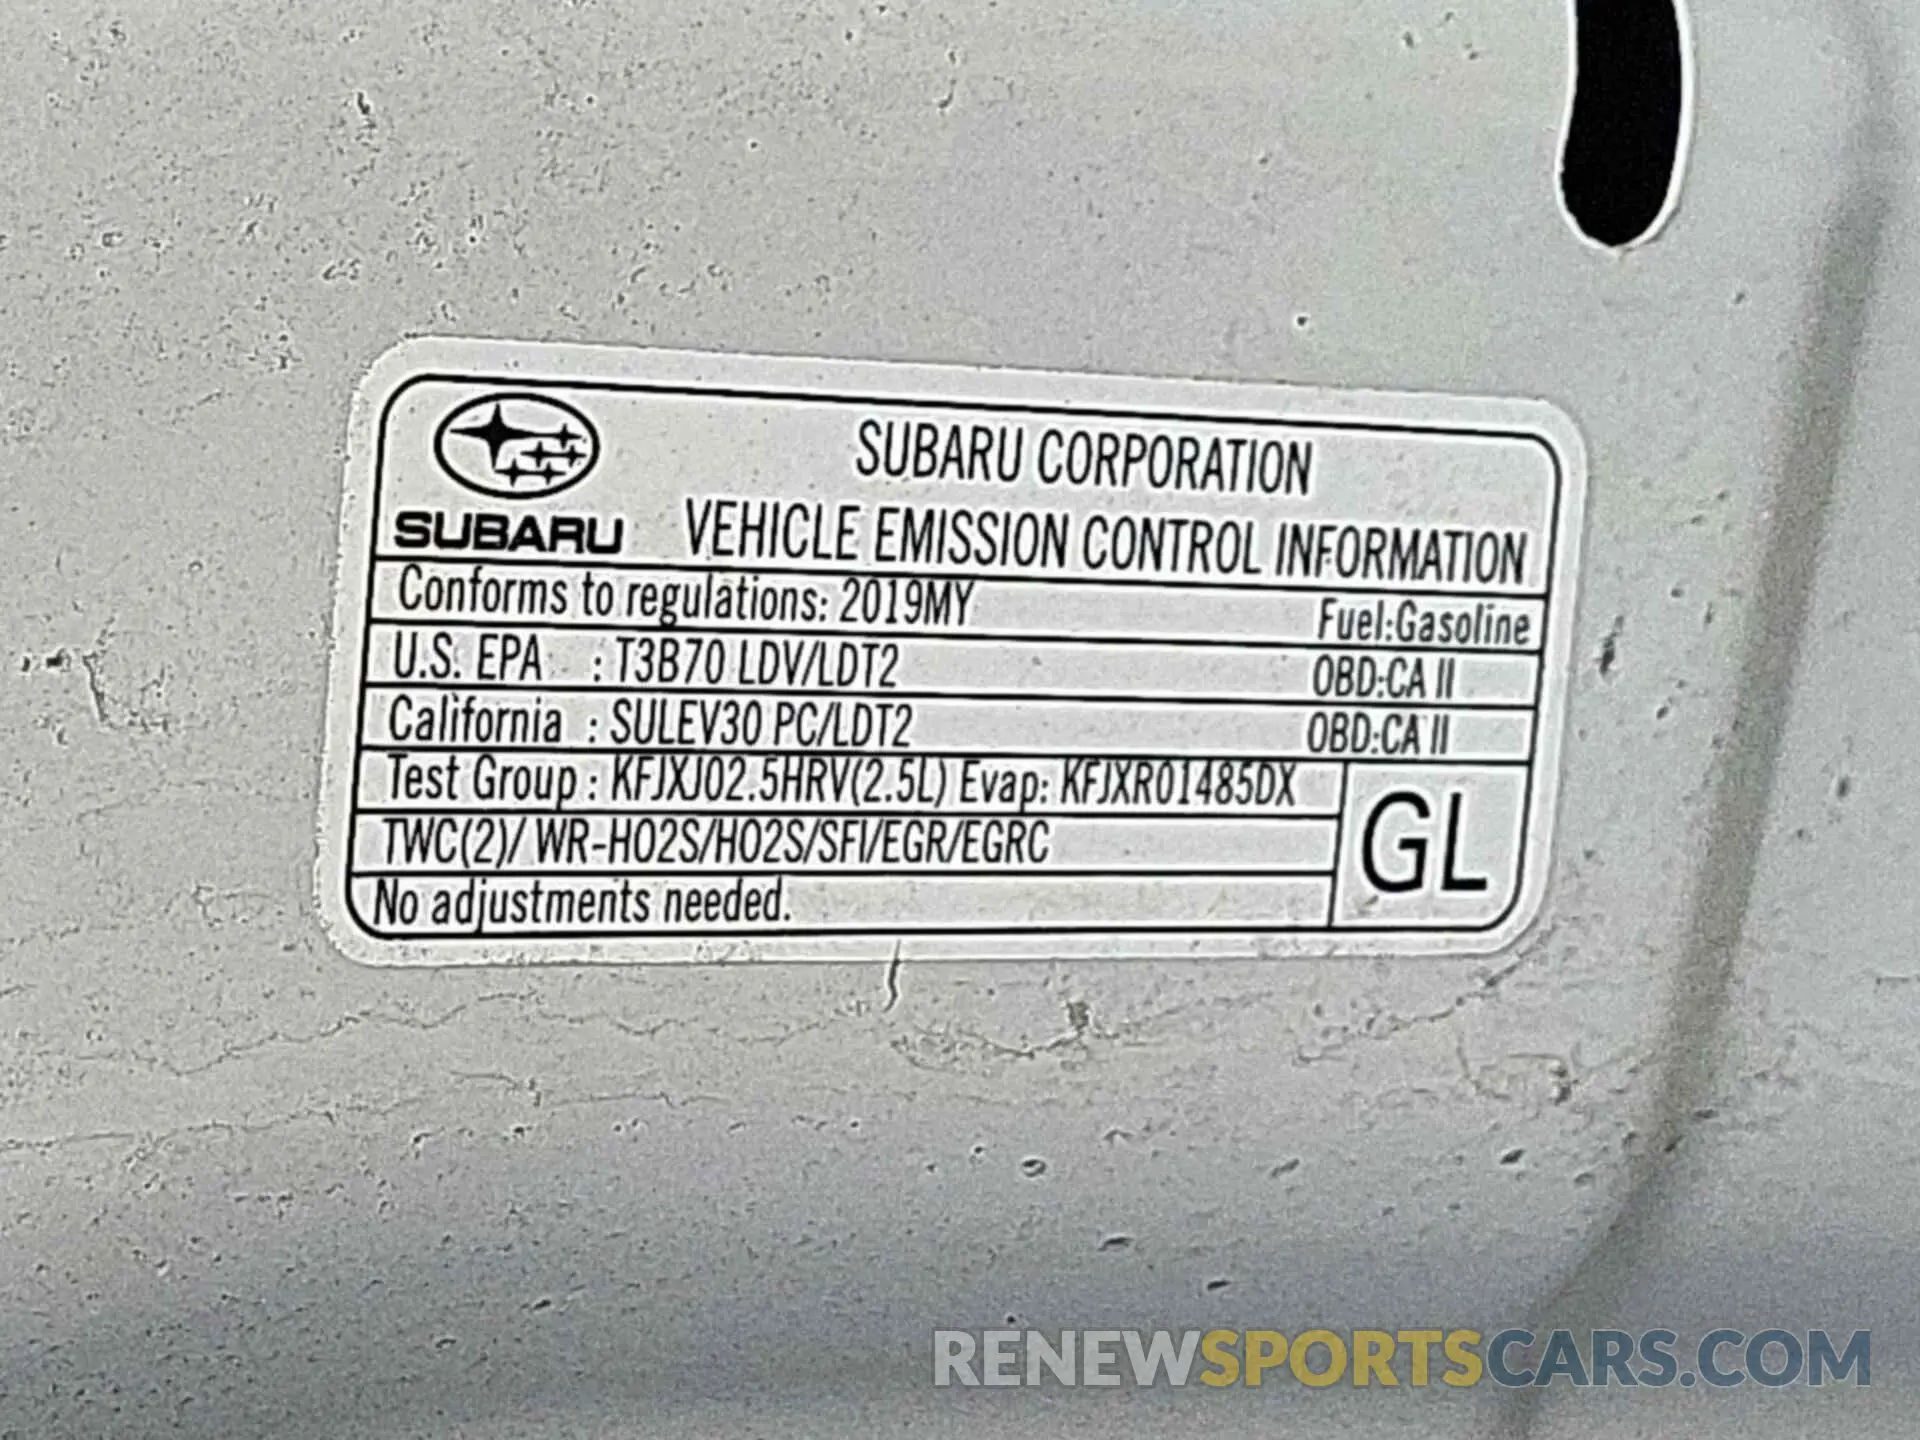 SUBARU CORPORATION
SUBARU VEHICLE EMISSION CONTROL INFORMATION
Conforms to regulations: 2019MY Fuel:Gasoline
U.S. EPA : T3B70 LDV/LDT2 OBD:CA II
California : SULEV30 PC/LDT2 OBD:CA II
Test Group : KFJXJ02.5HRV(2.5L) Evap: KFJXR01485DX
GL
TWC(2)/ WR-HO2S/HO2S/SFI/EGR/EGRC
No adjustments needed.
RENEWSPORTSCARS.COM